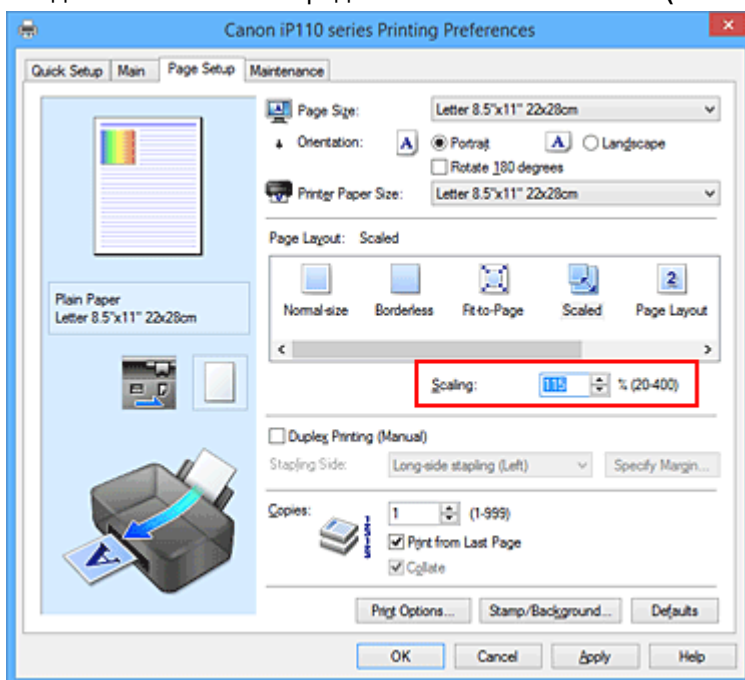 Canon iP110 series Printing Preferences
Quick Setup Main Page Setup Maintenance
Page Size: Letter 8.5"x11" 22x28cm
Orientation: A Portrait A Landscape
Rotate 180 degrees
Printer Paper Size: Letter 8.5"x11" 22x28cm
Page Layout: Scaled
Normal-size Borderless Fit-to-Page Scaled Page Layout
Plain Paper
Letter 8.5"x11" 22x28cm
Scaling: 115 % (20-400)
Duplex Printing (Manual)
Stapling Side: Long-side stapling (Left) Specify Margin...
Copies: 1 (1-999)
Print from Last Page
Collate
Print Options... Stamp/Background... Defaults
OK Cancel Apply Help